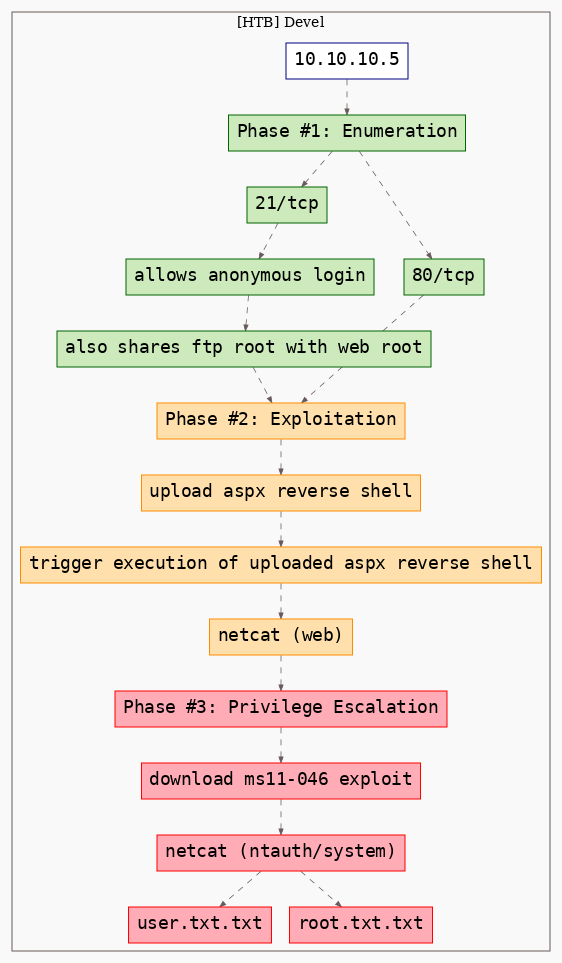 [HTB] Devel
10.10.10.5
Phase #1: Enumeration
21/tcp
allows anonymous login
80/tcp
also shares ftp root with web root
Phase #2: Exploitation
upload aspx reverse shell
trigger execution of uploaded aspx reverse shell
netcat (web)
Phase #3: Privilege Escalation
download ms11-046 exploit
netcat (ntauth/system)
user.txt.txt
root.txt.txt